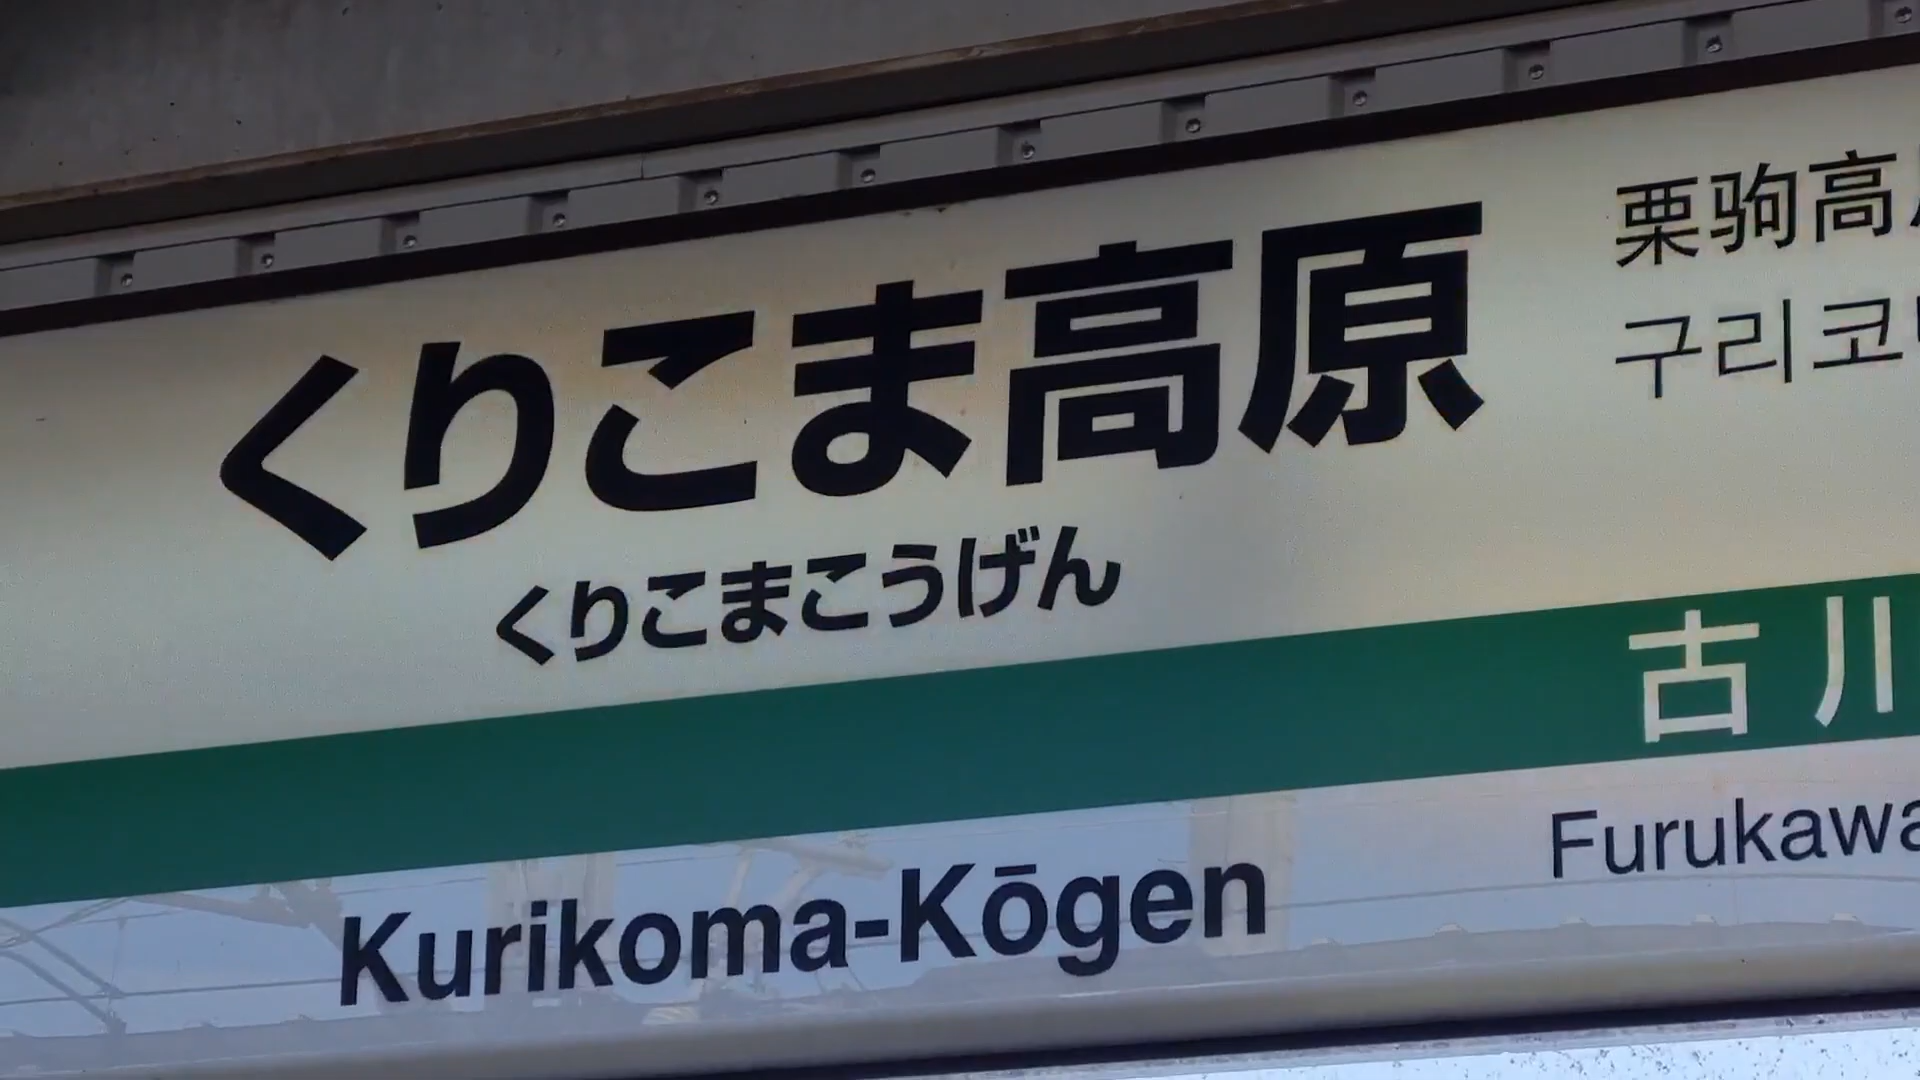 くりこま高原
くりこまこうげん
Kurikoma-Kōgen
栗驹高
구리코
古川
Furukawa